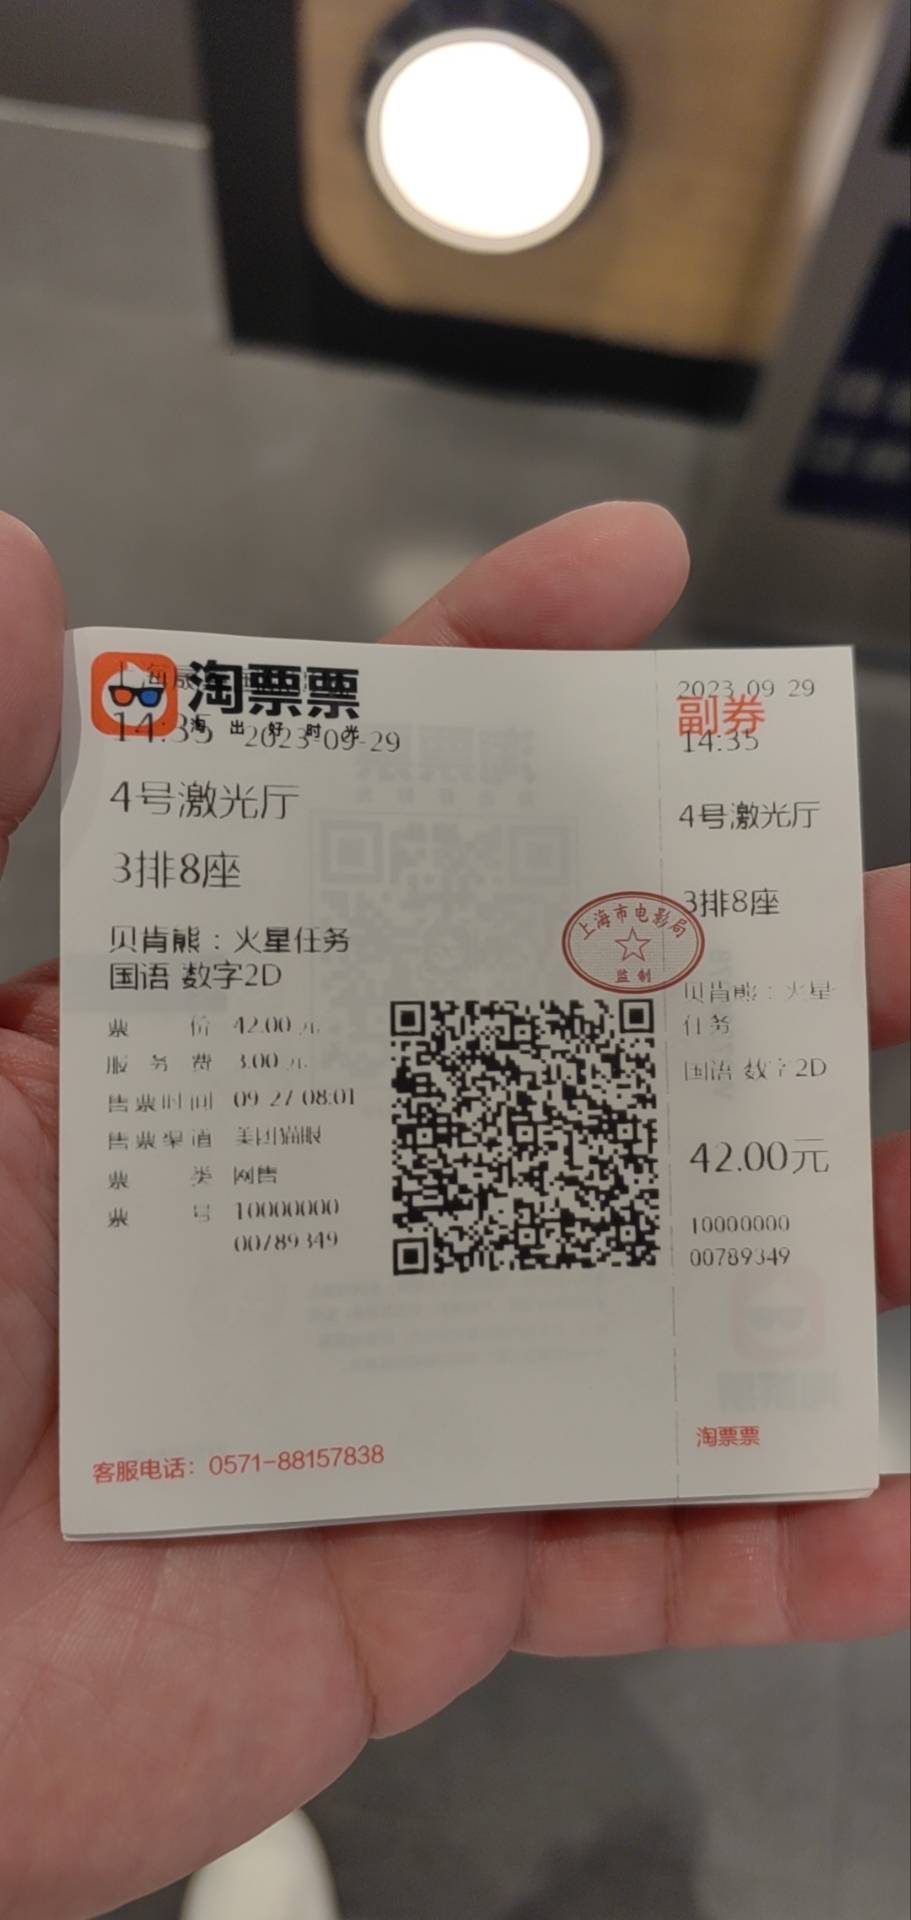 淘票票
淘出好时光
14:35 2023-09-29
4号激光厅
3排8座
贝肯熊：火星任务
国语 数字2D
票价 42.00元
服务费 3.00元
售票时间 09-27 08:01
售票渠道 美团猫眼
票类 网售
票号 10000000
00789349
客服电话：0571-88157838
上海市电影局
监制
2023-09-29
副券
14:35
4号激光厅
3排8座
贝肯熊：火星
任务
国语 数字2D
42.00元
10000000
00789349
淘票票